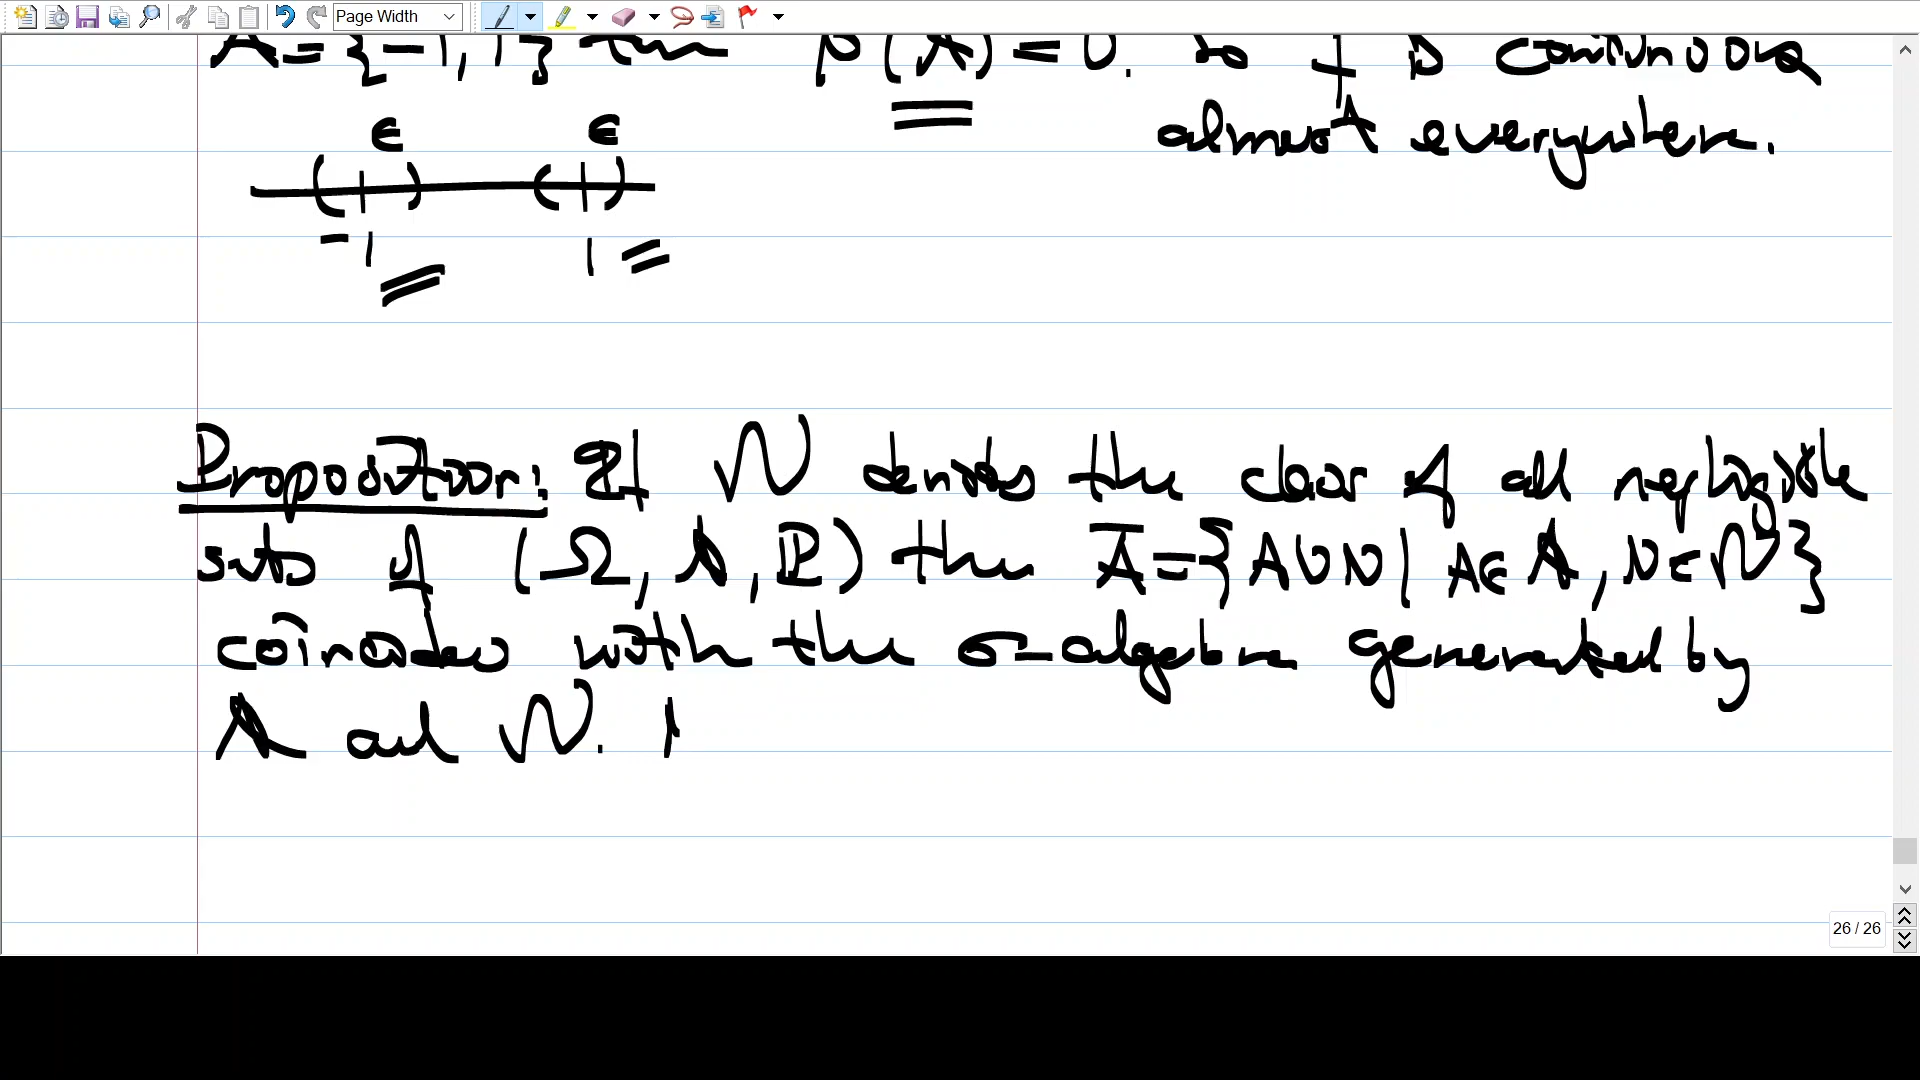 Page Width
A = {-1, 1} then μ(A) = 0. So f is continuous
almost everywhere.
ϵ ϵ
-1 1
Proposition: If 𝒩 denotes the class of all negligible
sets of (Ω, 𝒜, ℙ) then 𝒜̅ = {A ∪ N | A ∈ 𝒜, N ∈ 𝒩}
coincides with the σ-algebra generated by
𝒜 and 𝒩.
26 / 26